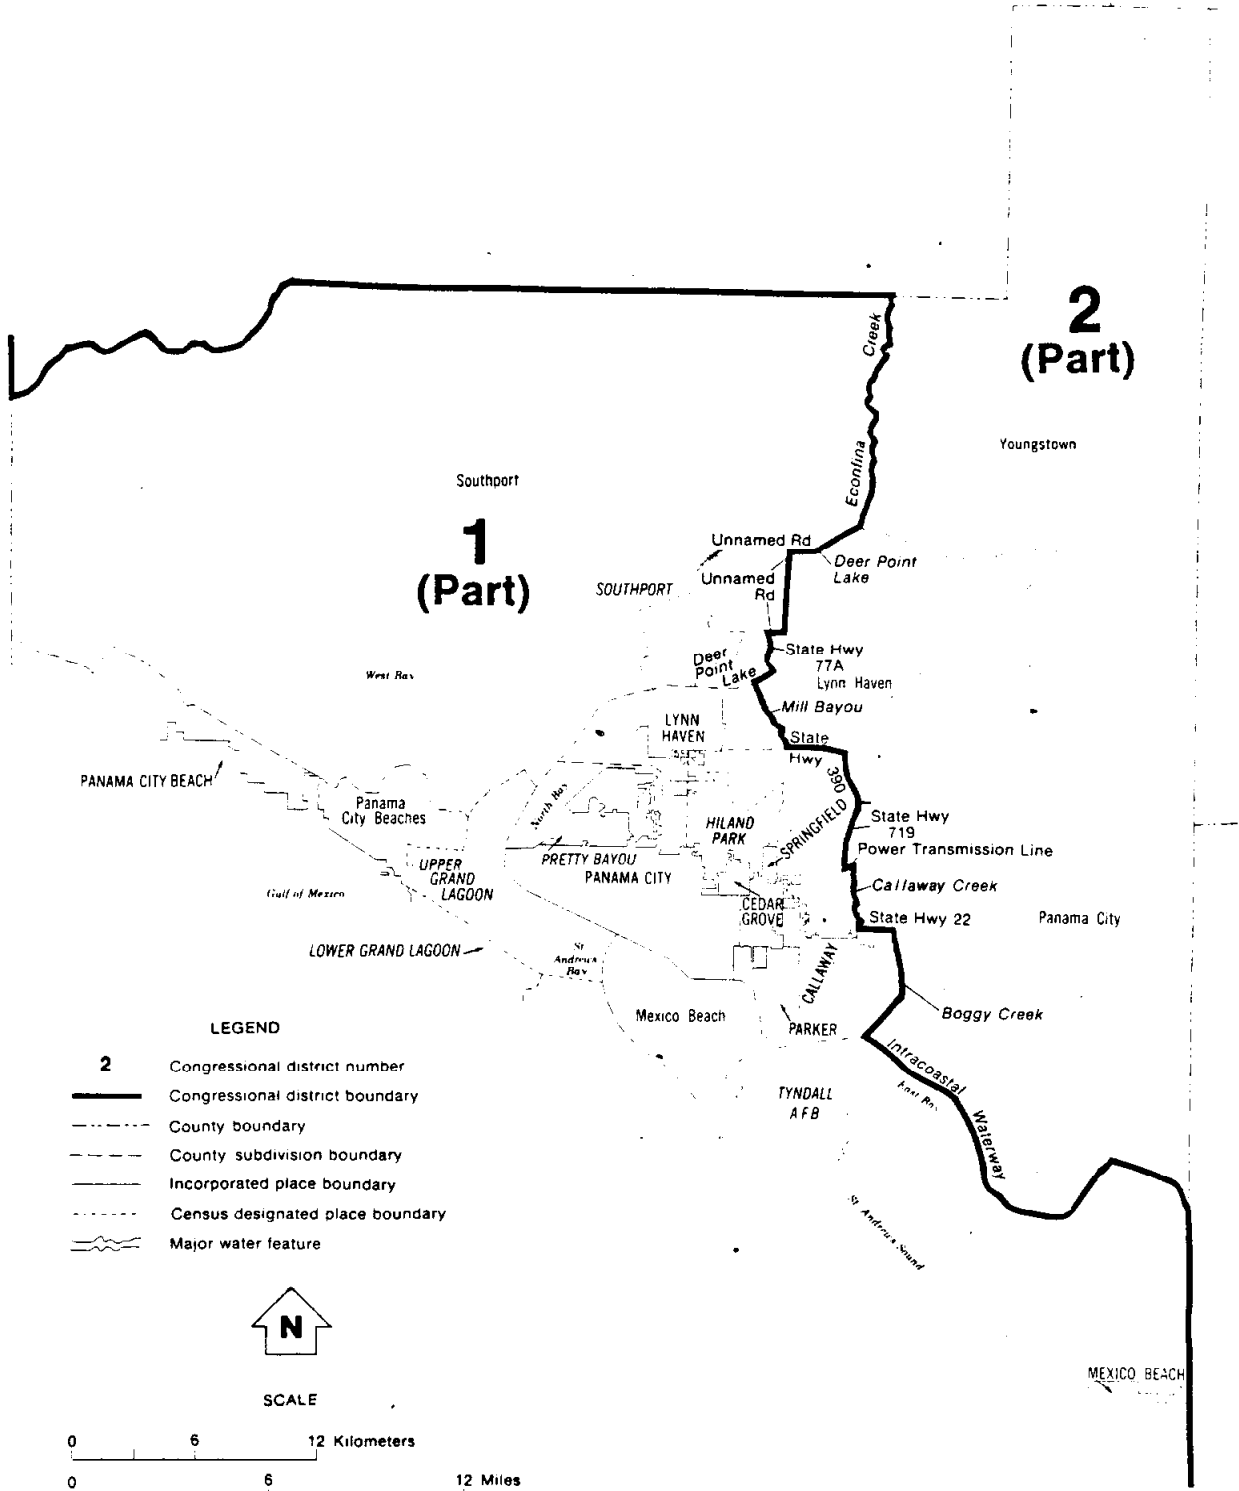 2
(Part)
Creek
Youngstown
Econfina
Southport
1
(Part)
Unnamed Rd
Deer Point
Lake
Unnamed
Rd
SOUTHPORT
State Hwy
77A
Deer
Point
Lake
Lynn Haven
West Bay
Mill Bayou
LYNN
HAVEN
State
Hwy
390
PANAMA CITY BEACH
Panama
City Beaches
North Bay
HILAND
PARK
SPRINGFIELD
State Hwy
719
Power Transmission Line
PRETTY BAYOU
PANAMA CITY
UPPER
GRAND
LAGOON
Gulf of Mexico
Callaway Creek
CEDAR
GROVE
State Hwy 22
Panama City
LOWER GRAND LAGOON
St
Andrews
Bay
CALLAWAY
Mexico Beach
PARKER
Boggy Creek
Intracoastal
Waterway
East Bay
TYNDALL
AFB
St Andrews Sound
MEXICO BEACH
LEGEND
2 Congressional district number
Congressional district boundary
County boundary
County subdivision boundary
Incorporated place boundary
Census designated place boundary
Major water feature
N
SCALE
0 6 12 Kilometers
0 6 12 Miles